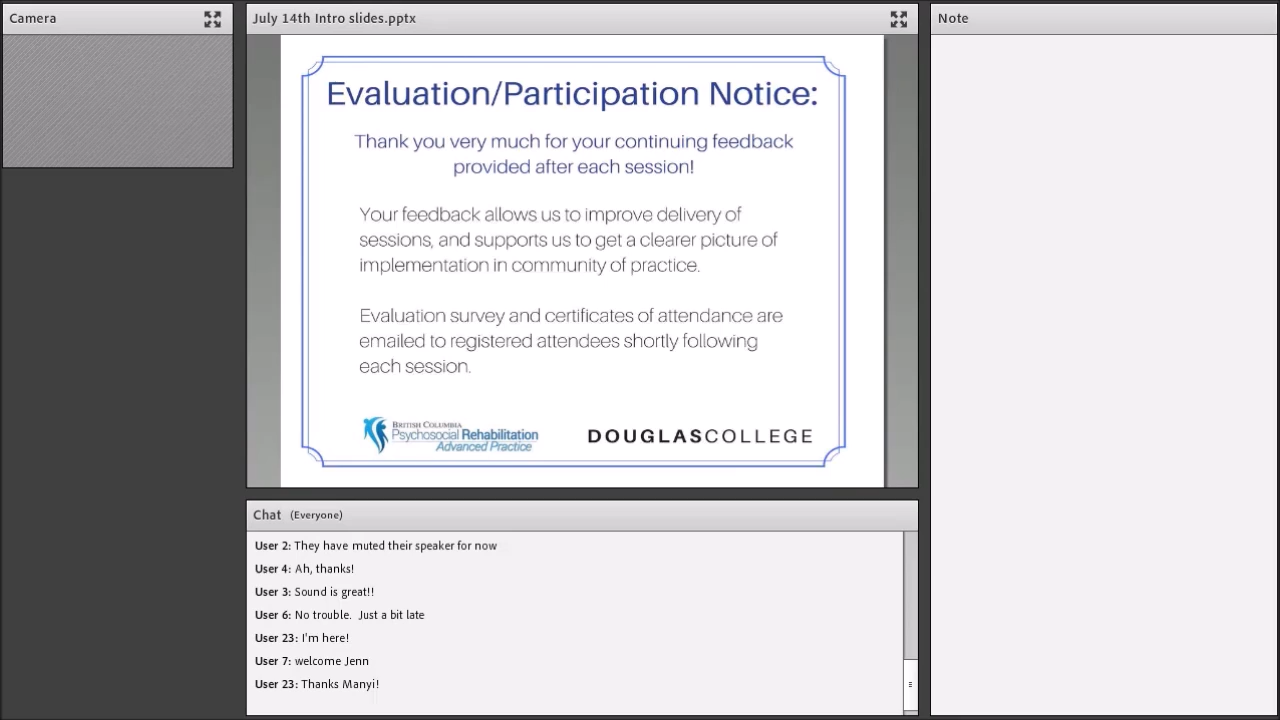 Camera
July 14th Intro slides.pptx
Note
Evaluation/Participation Notice:
Thank you very much for your continuing feedback
provided after each session!
Your feedback allows us to improve delivery of
sessions, and supports us to get a clearer picture of
implementation in community of practice.
Evaluation survey and certificates of attendance are
emailed to registered attendees shortly following
each session.
BRITISH COLUMBIA
Psychosocial Rehabilitation
Advanced Practice
DOUGLASCOLLEGE
Chat (Everyone)
User 2: They have muted their speaker for now
User 4: Ah, thanks!
User 3: Sound is great!!
User 6: No trouble. Just a bit late
User 23: I'm here!
User 7: welcome Jenn
User 23: Thanks Manyi!